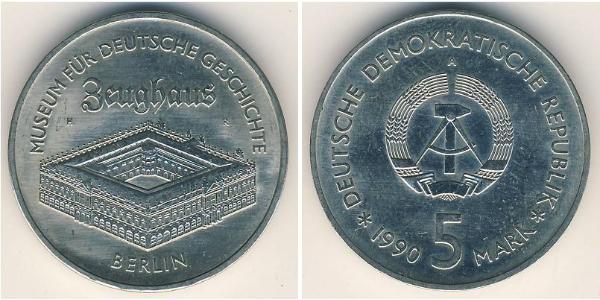 MUSEUM FÜR DEUTSCHE GESCHICHTE
Zeughaus
BERLIN
DEUTSCHE DEMOKRATISCHE REPUBLIK
A
* 1990 5 MARK *